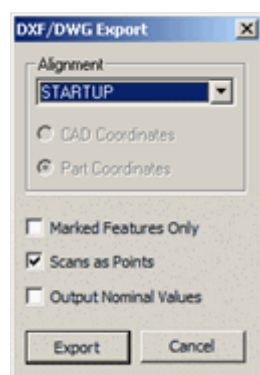 DXF/DWG Export
Alignment
STARTUP
CAD Coordinates
Part Coordinates
Marked Features Only
Scans as Points
Output Nominal Values
Export Cancel